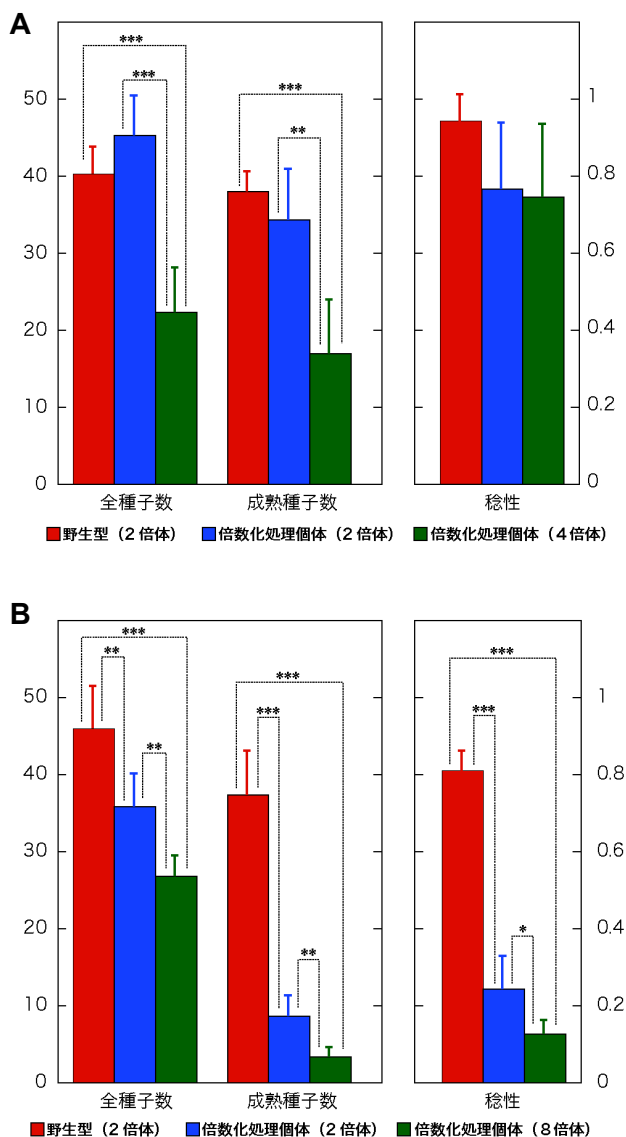 A
***
***
***
**
50
40
30
20
10
0
1
0.8
0.6
0.4
0.2
0
全種子数
成熟種子数
稔性
野生型（2倍体）
倍数化処理個体（2倍体）
倍数化処理個体（4倍体）
B
***
**
**
***
***
**
***
***
*
50
40
30
20
10
0
1
0.8
0.6
0.4
0.2
0
全種子数
成熟種子数
稔性
野生型（2倍体）
倍数化処理個体（2倍体）
倍数化処理個体（8倍体）